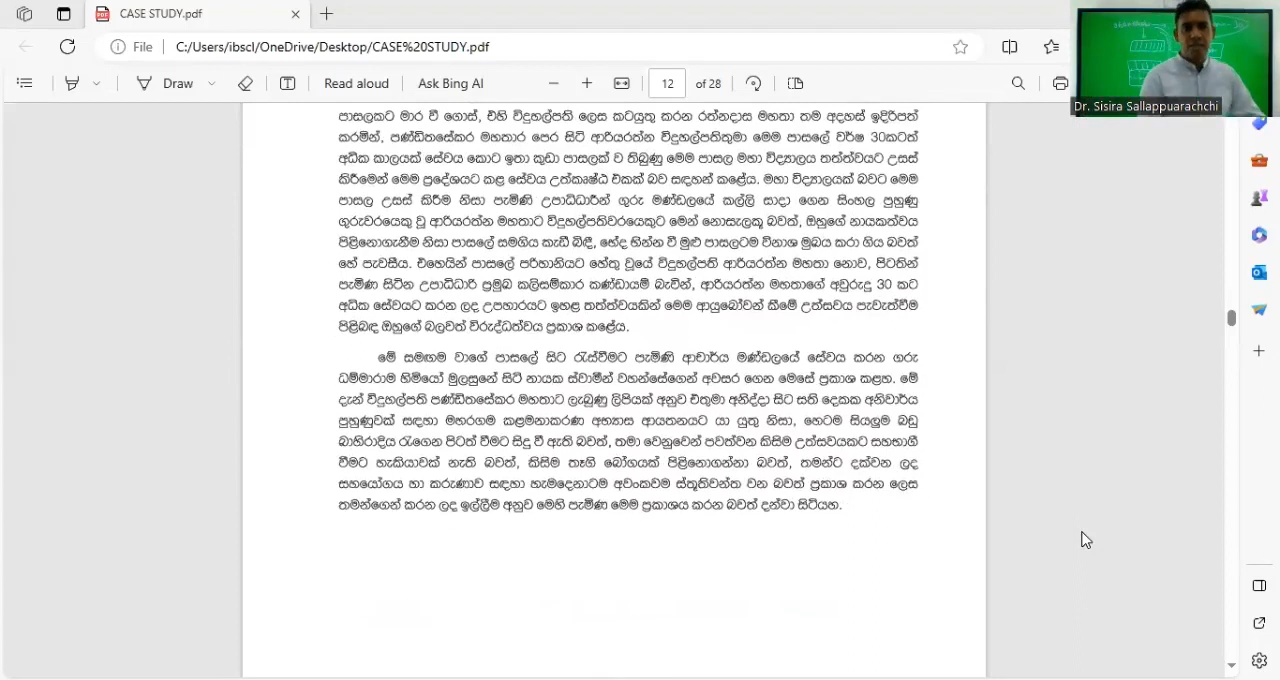 CASE STUDY.pdf
File C:/Users/ibscl/OneDrive/Desktop/CASE%20STUDY.pdf
Draw Read aloud Ask Bing AI 12 of 28
Dr. Sisira Sallappuarachchi
පාසලකට මාර වී ගොස්, එහි විදුහල්පති ලෙස කටයුතු කරන රත්නදාස මහතා තම අදහස් ඉදිරිපත්
කරමින්, පණ්ඩිතසේකර මහතාර පෙර සිටි ආරියරත්න විදුහල්පතිතුමා මෙම පාසලේ වර්ෂ 30කටත්
අධික කාලයක් සේවය කොට ඉතා කුඩා පාසලක් ව තිබුණු මෙම පාසල මහා විද්‍යාලය තත්ත්වයට උසස්
කිරීමෙන් මෙම ප්‍රදේශයට කළ සේවය උත්කෘෂ්ඨ එකක් බව සඳහන් කළේය. මහා විද්‍යාලයක් බවට මෙම
පාසල උසස් කිරීම නිසා පැමිණි උපාධිධාරීන් ගුරු මණ්ඩලයේ කල්ලි සාදා ගෙන සිංහල පුහුණු
ගුරුවරයෙකු වූ ආරියරත්න මහතාට විදුහල්පතිවරයෙකුට මෙන් නොසැලකූ බවත්, ඔහුගේ නායකත්වය
පිළිනොගැනීම නිසා පාසලේ සමගිය කැඩී බිඳී, භේද භින්න වී මුළු පාසලටම විනාශ මුඛය කරා ගිය බවත්
හේ පැවසීය. එහෙයින් පාසලේ පරිහානියට හේතු වූයේ විදුහල්පති ආරියරත්න මහතා නොව, පිටතින්
පැමිණ සිටින උපාධිධාරි ප්‍රමුඛ කලිසම්කාර කණ්ඩායම් බැවින්, ආරියරත්න මහතාගේ අවුරුදු 30 කට
අධික සේවයට කරන ලද උපහාරයට ඉහළ තත්ත්වයකින් මෙම ආයුබෝවන් කීමේ උත්සවය පැවැත්වීම
පිළිබඳ ඔහුගේ බලවත් විරුද්ධත්වය ප්‍රකාශ කළේය.
මේ සමඟම වාගේ පාසලේ සිට රැස්වීමට පැමිණි ආචාර්ය මණ්ඩලයේ සේවය කරන ගරු
ධම්මාරාම හිමියෝ මුලසුනේ සිටි නායක ස්වාමීන් වහන්සේගෙන් අවසර ගෙන මෙසේ ප්‍රකාශ කළහ. මේ
දැන් විදුහල්පති පණ්ඩිතසේකර මහතාට ලැබුණු ලිපියක් අනුව එතුමා අනිද්දා සිට සති දෙකක අනිවාර්ය
පුහුණුවක් සඳහා මහරගම කළමනාකරණ අභ්‍යාස ආයතනයට යා යුතු නිසා, හෙටම සියලුම බඩු
බාහිරාදිය රැගෙන පිටත් වීමට සිදු වී ඇති බවත්, තමා වෙනුවෙන් පවත්වන කිසිම උත්සවයකට සහභාගී
වීමට හැකියාවක් නැති බවත්, කිසිම තෑගි බෝගයක් පිළිනොගන්නා බවත්, තමන්ට දක්වන ලද
සහයෝගය හා කරුණාව සඳහා හැමදෙනාටම අවංකවම ස්තූතිවන්ත වන බවත් ප්‍රකාශ කරන ලෙස
තමන්ගෙන් කරන ලද ඉල්ලීම අනුව මෙහි පැමිණ මෙම ප්‍රකාශය කරන බවත් දන්වා සිටියහ.